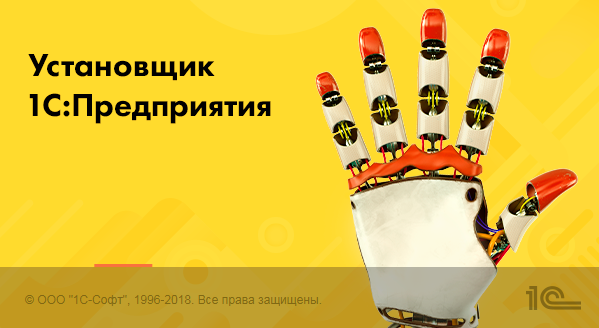 Установщик
1С:Предприятия
© ООО "1С-Софт", 1996-2018. Все права защищены.
1С